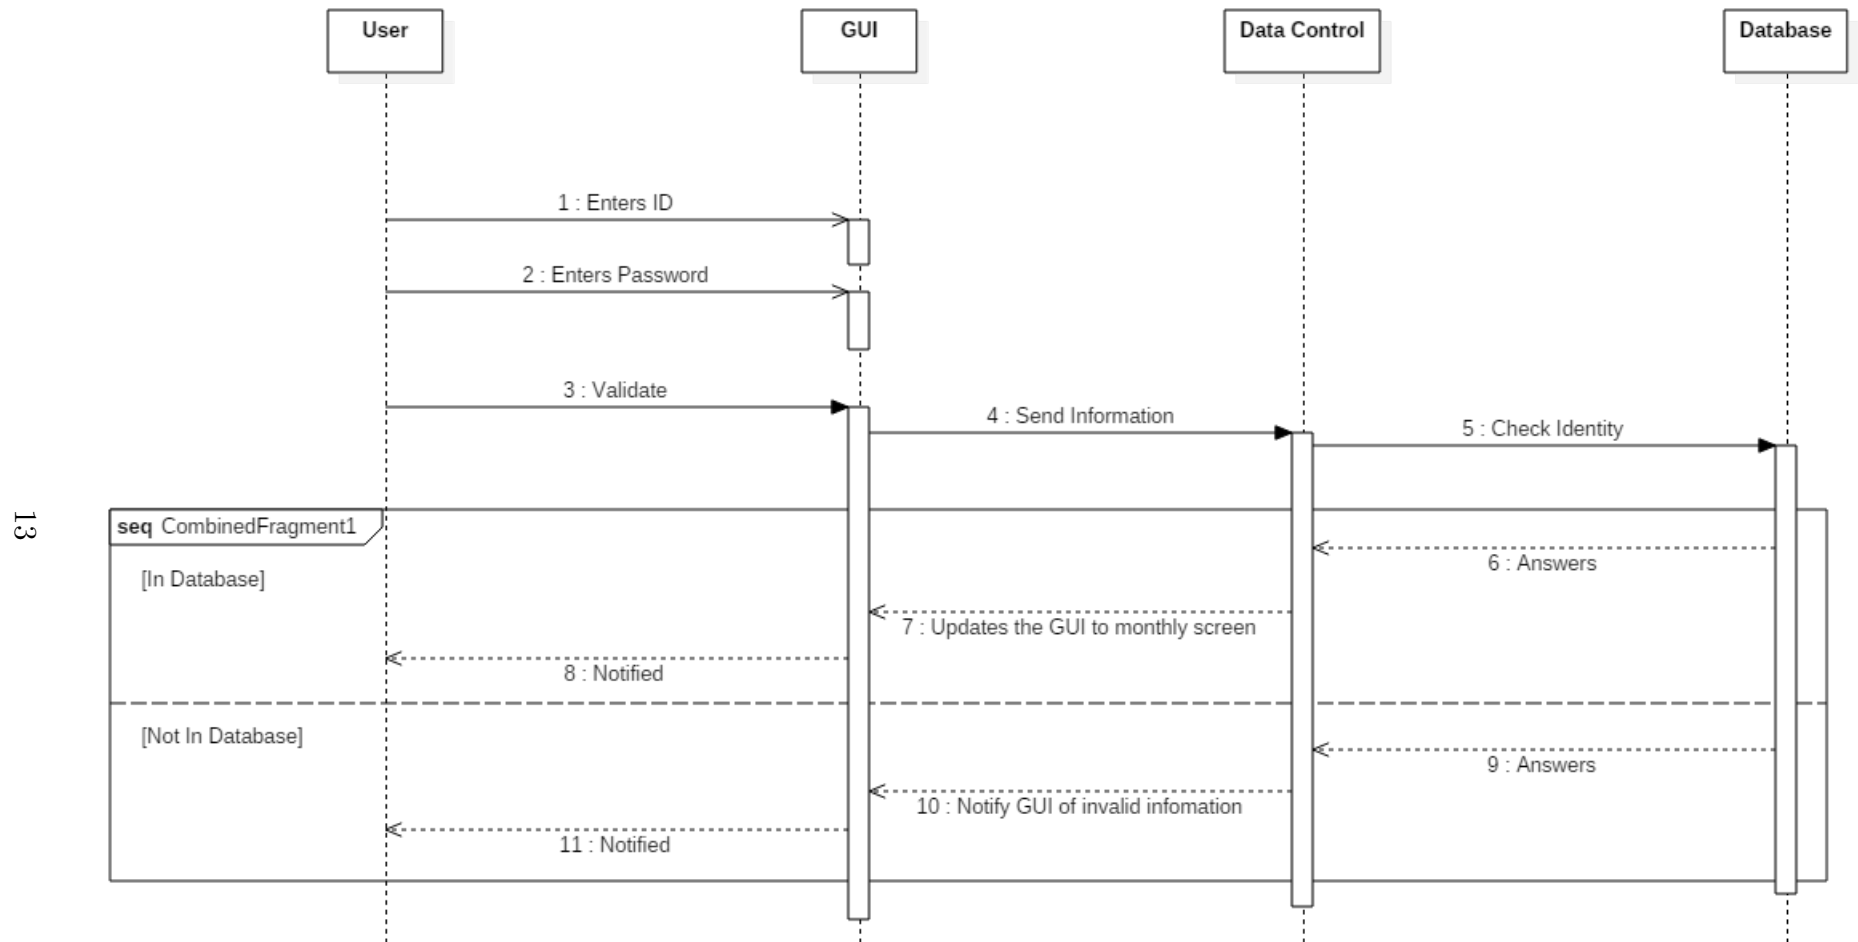 User
GUI
Data Control
Database
1 : Enters ID
2 : Enters Password
3 : Validate
4 : Send Information
5 : Check Identity
seq CombinedFragment1
[In Database]
6 : Answers
7 : Updates the GUI to monthly screen
8 : Notified
[Not In Database]
9 : Answers
10 : Notify GUI of invalid infomation
11 : Notified
13